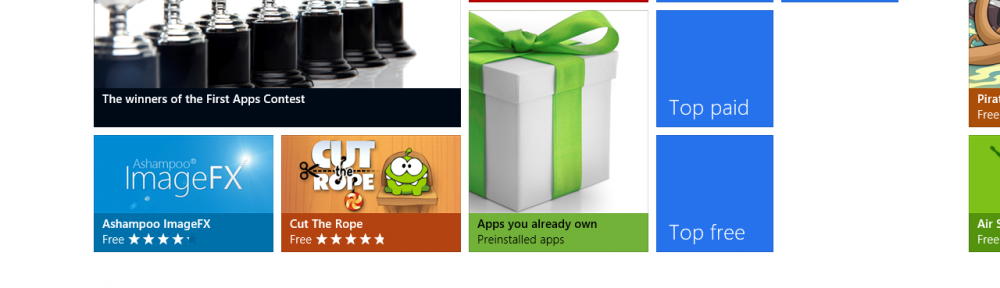 The winners of the First Apps Contest
Top paid
Ashampoo®
ImageFX
Ashampoo ImageFX
Free
CUT
the
ROPE
Cut The Rope
Free
Apps you already own
Preinstalled apps
Top free
Free
Air
Free